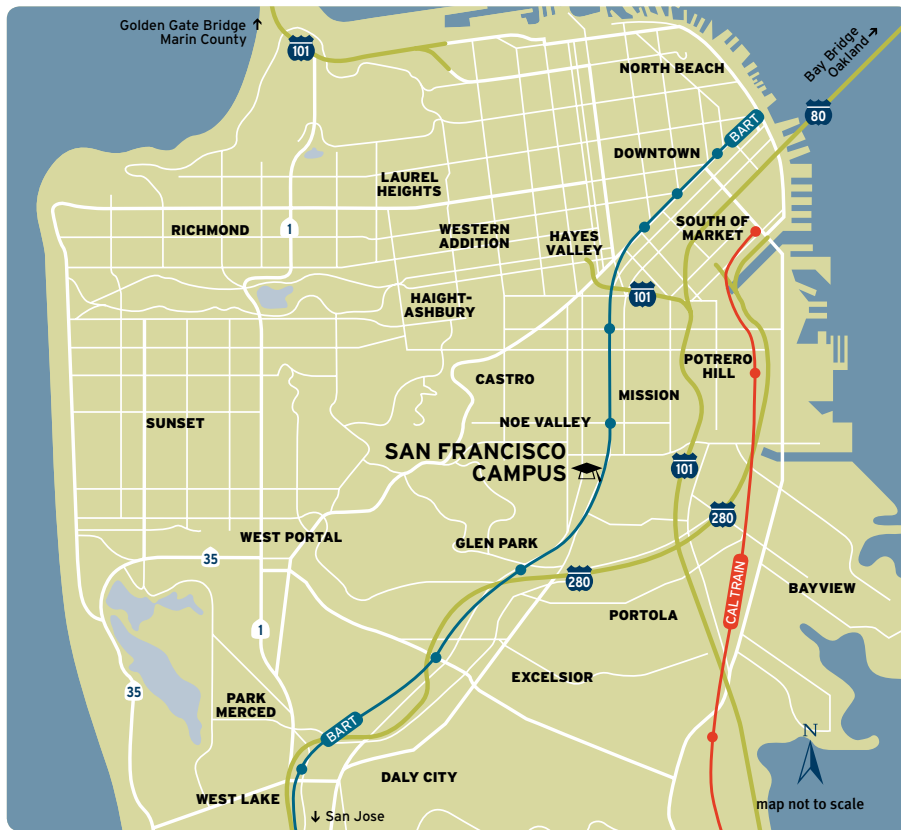 Golden Gate Bridge ↑
Marin County
101
Bay Bridge
Oakland →
NORTH BEACH
80
BART
DOWNTOWN
LAUREL
HEIGHTS
RICHMOND
1
WESTERN
ADDITION
HAYES
VALLEY
SOUTH OF
MARKET
101
HAIGHT-
ASHBURY
POTRERO
HILL
CASTRO
MISSION
SUNSET
NOE VALLEY
SAN FRANCISCO
CAMPUS
101
280
WEST PORTAL
GLEN PARK
35
280
BAYVIEW
CAL TRAIN
PORTOLA
1
EXCELSIOR
35
PARK
MERCED
BART
N
DALY CITY
WEST LAKE
map not to scale
↓ San Jose